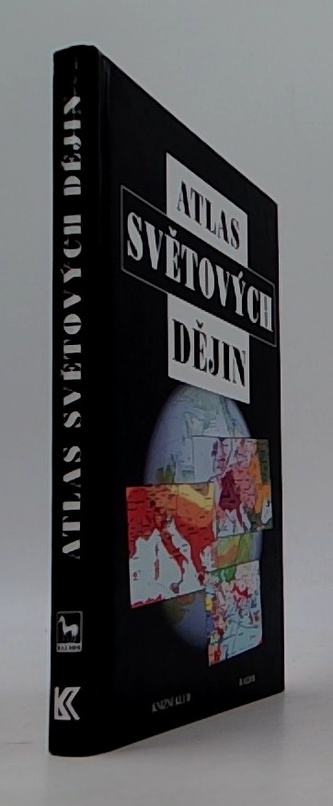 ATLAS SVĚTOVÝCH DĚJIN
ATLAS
SVĚTOVÝCH
DĚJIN
KNIŽNÍ KLUB